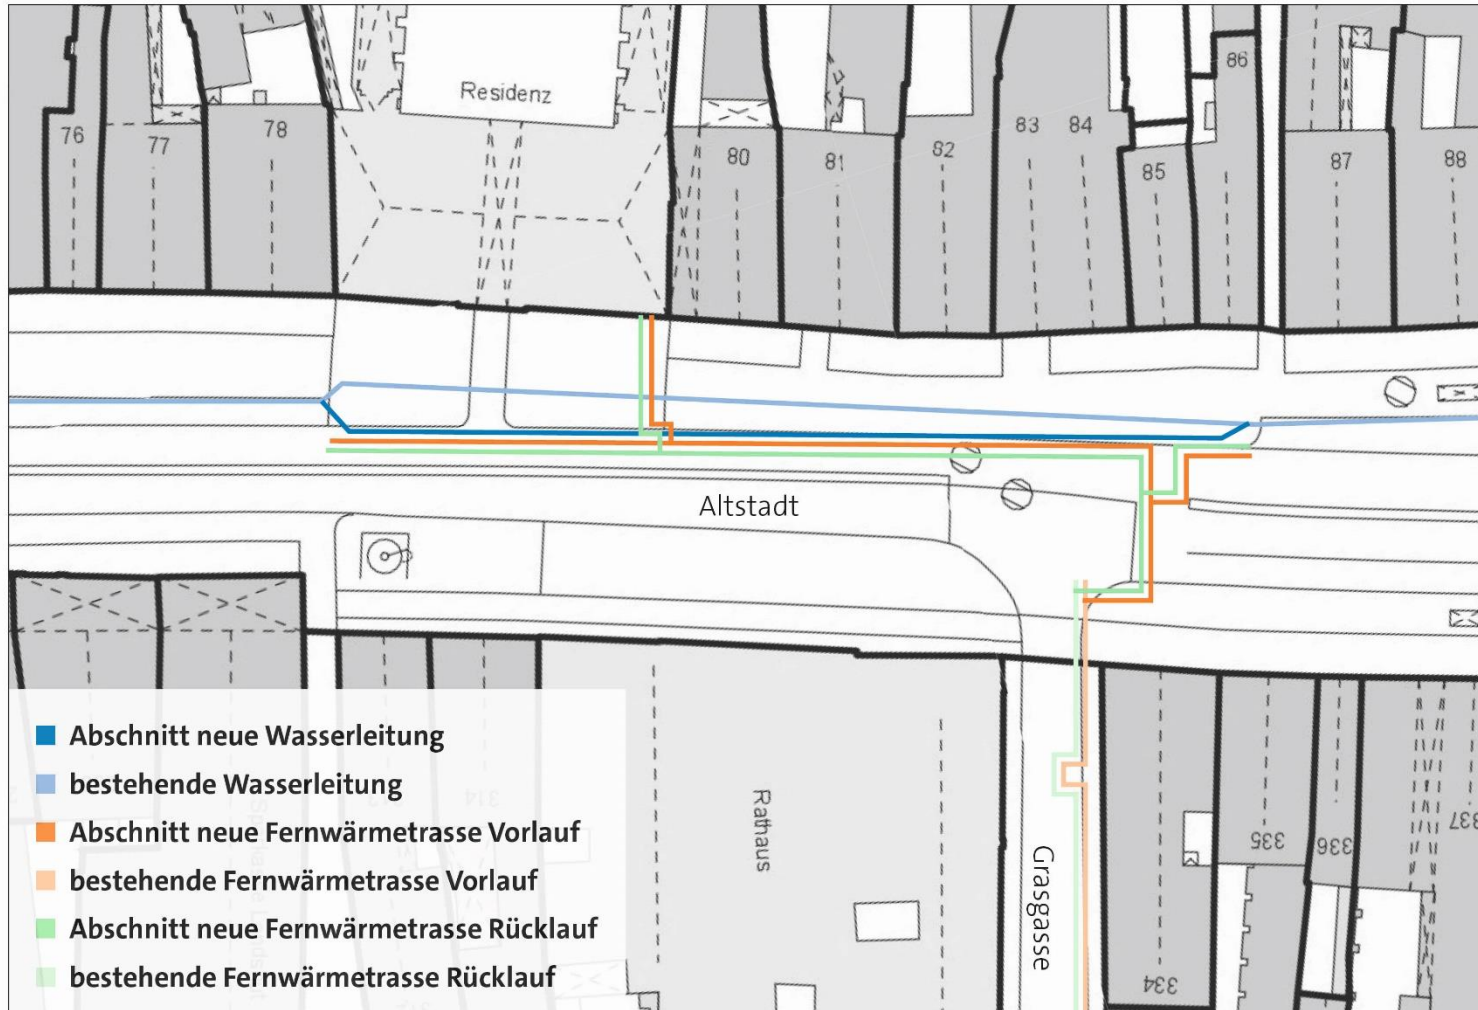 Residenz
76
77
78
80
81
82
83
84
85
86
87
88
Altstadt
Abschnitt neue Wasserleitung
bestehende Wasserleitung
Abschnitt neue Fernwärmetrasse Vorlauf
bestehende Fernwärmetrasse Vorlauf
Abschnitt neue Fernwärmetrasse Rücklauf
bestehende Fernwärmetrasse Rücklauf
314
Rathaus
Grasgasse
334
335
336
337